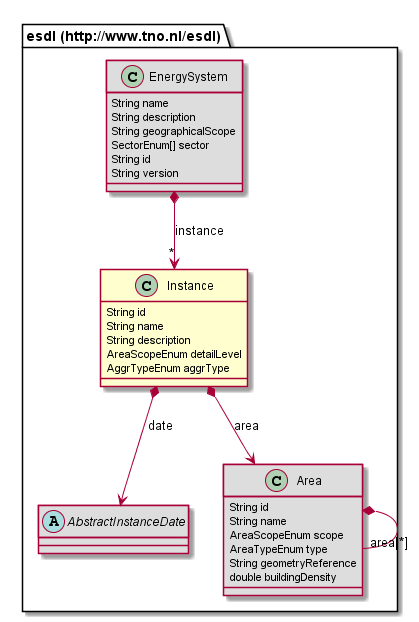 esdl (http://www.tno.nl/esdl)
C EnergySystem
String name
String description
String geographicalScope
SectorEnum[] sector
String id
String version
instance
*
C Instance
String id
String name
String description
AreaScopeEnum detailLevel
AggrTypeEnum aggrType
date
area
A AbstractInstanceDate
C Area
String id
String name
AreaScopeEnum scope
AreaTypeEnum type
String geometryReference
double buildingDensity
area[*]